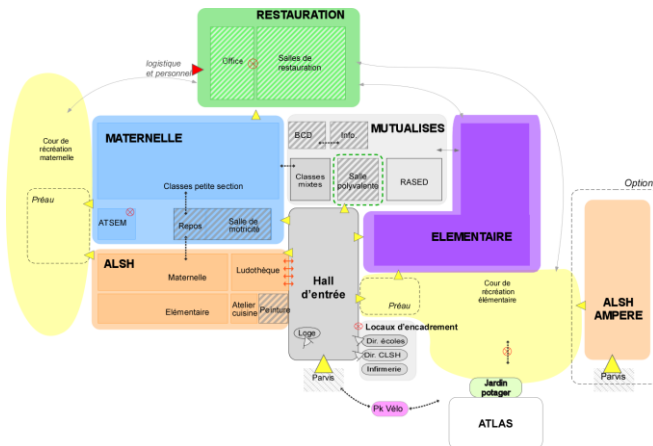 RESTAURATION
logistique
et personnel
Office
Salles de
restauration
MATERNELLE
BCD
Info.
MUTUALISES
Cour de
récréation
maternelle
Classes petite section
Classes
mixtes
Salle
polyvalente
RASED
Préau
ATSEM
Repos
Salle de
motricité
Option
ELEMENTAIRE
ALSH
Maternelle
Ludothèque
Hall
d'entrée
Cour de
récréation
élémentaire
Elémentaire
Atelier
cuisine
Peinture
Préau
ALSH
AMPERE
Loge
Locaux d'encadrement
Dir. écoles
Dir. CLSH
Infirmerie
Parvis
Parvis
Jardin
potager
Pk Vélo
ATLAS